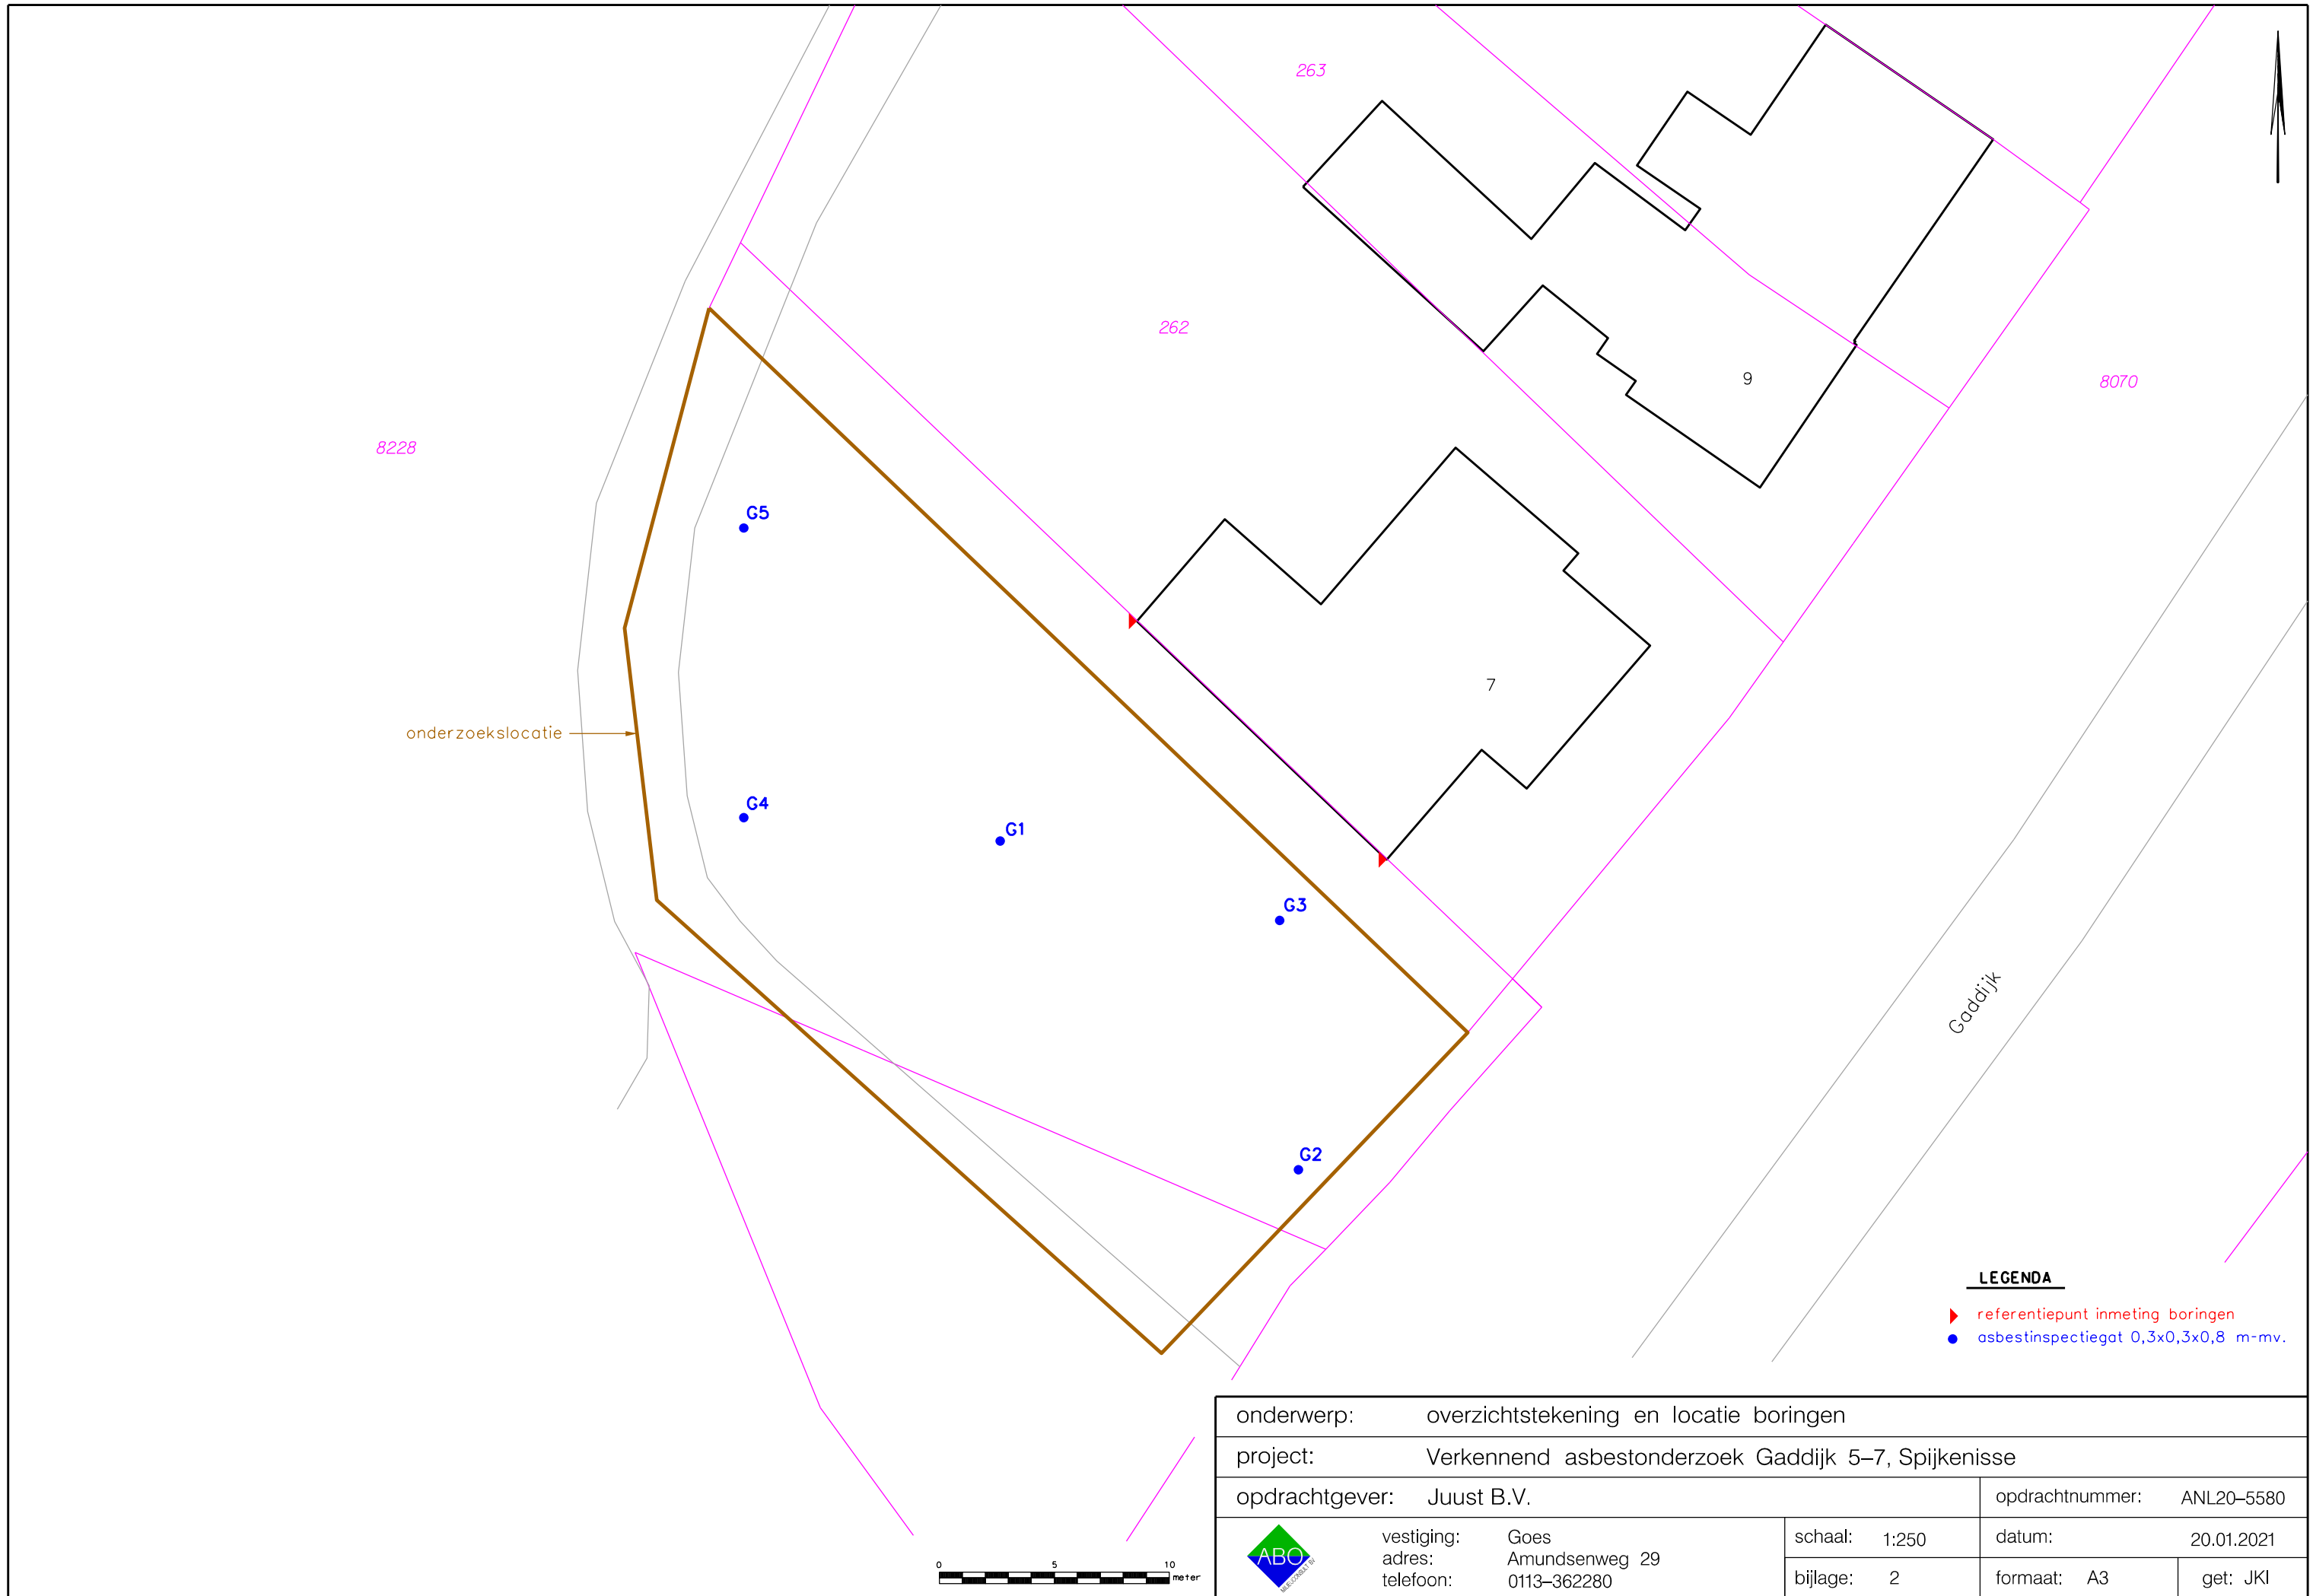 263
262
9
8070
8228
G5
7
onderzoekslocatie
G4
G1
G3
Gaddijk
G2
LEGENDA
referentiepunt inmeting boringen
asbestinspectiegat 0,3x0,3x0,8 m-mv.
onderwerp: overzichtstekening en locatie boringen
project: Verkennend asbestonderzoek Gaddijk 5–7, Spijkenisse
opdrachtgever: Juust B.V. opdrachtnummer: ANL20–5580
ABO
MILIEUCONSULT BV
vestiging: Goes
adres: Amundsenweg 29
telefoon: 0113–362280
schaal: 1:250 datum: 20.01.2021
bijlage: 2 formaat: A3 get: JKI
0 5 10
meter